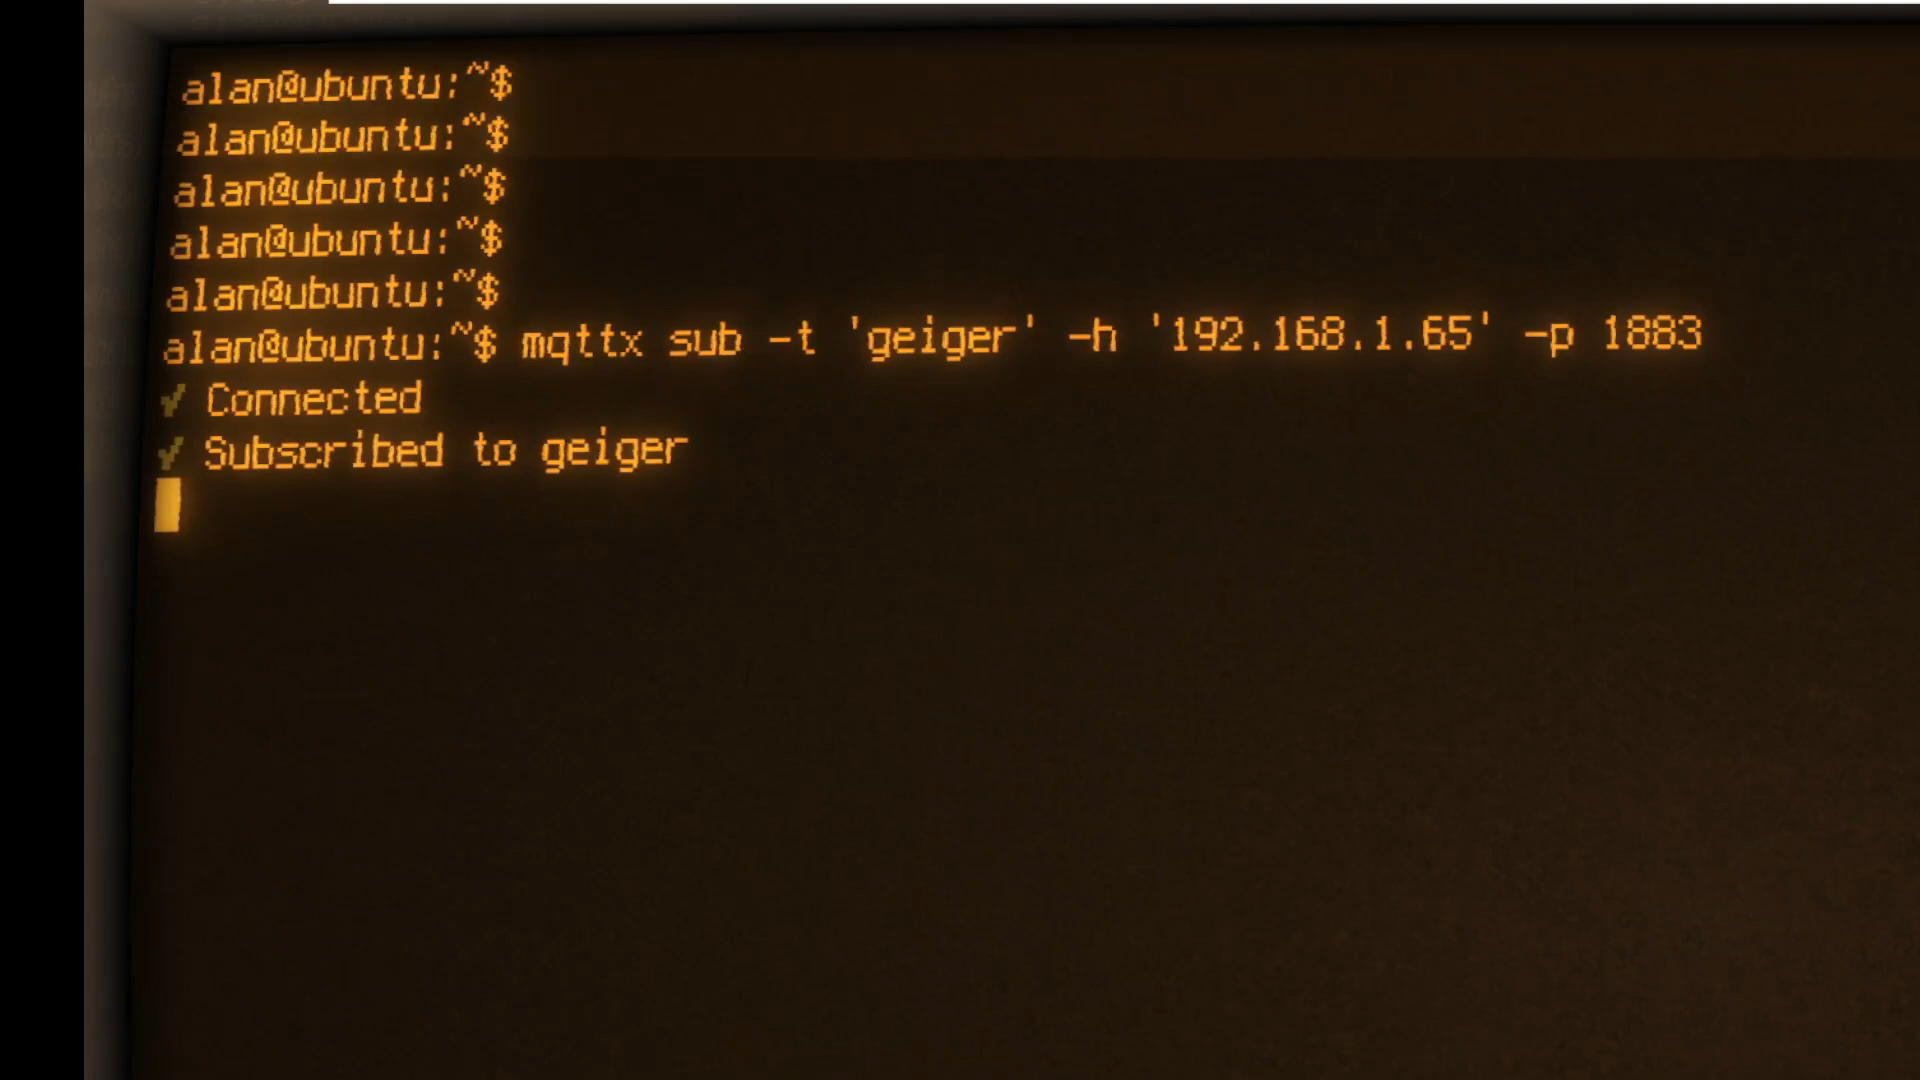 alan@ubuntu:~$
alan@ubuntu:~$
alan@ubuntu:~$
alan@ubuntu:~$
alan@ubuntu:~$
alan@ubuntu:~$ mqttx sub -t 'geiger' -h '192.168.1.65' -p 1883
✔ Connected
✔ Subscribed to geiger